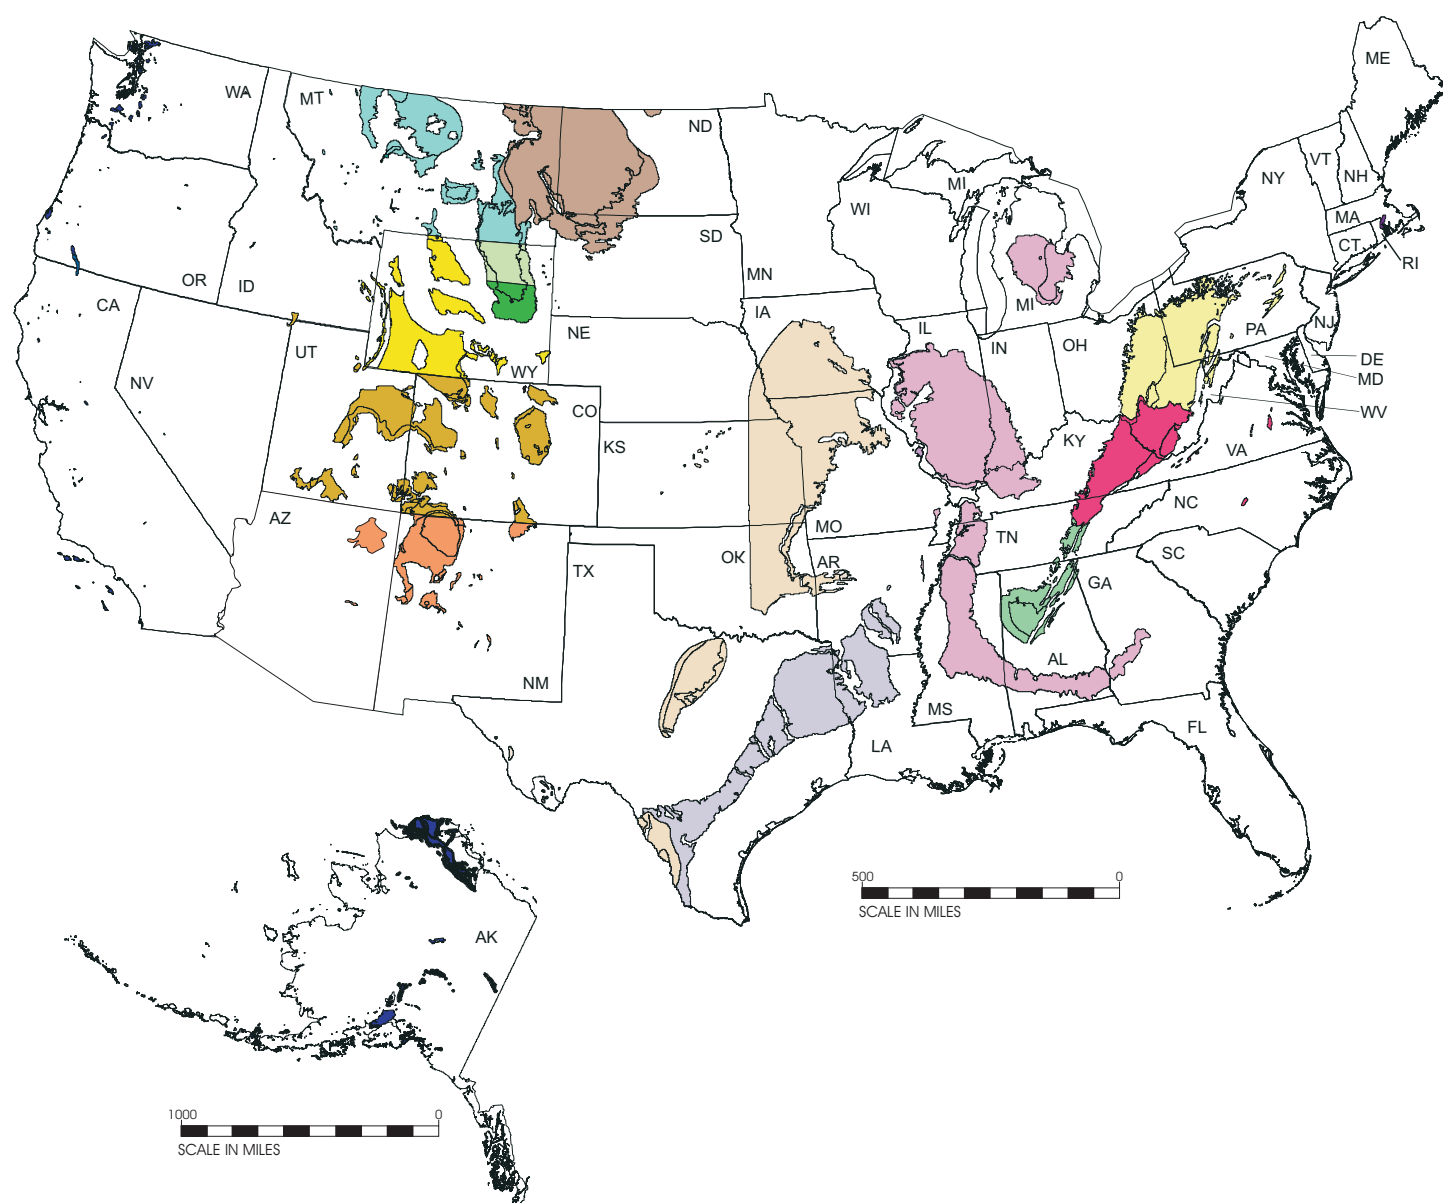 ME
WA
MT
ND
VT
NH
NY
MI
WI
MA
SD
CT
RI
OR
ID
MN
CA
IA
MI
IL
NE
IN
OH
PA
NJ
UT
DE
WY
MD
NV
CO
WV
KS
KY
VA
NC
AZ
MO
TN
SC
OK
AR
TX
GA
AL
NM
MS
FL
LA
500 0
SCALE IN MILES
AK
1000 0
SCALE IN MILES